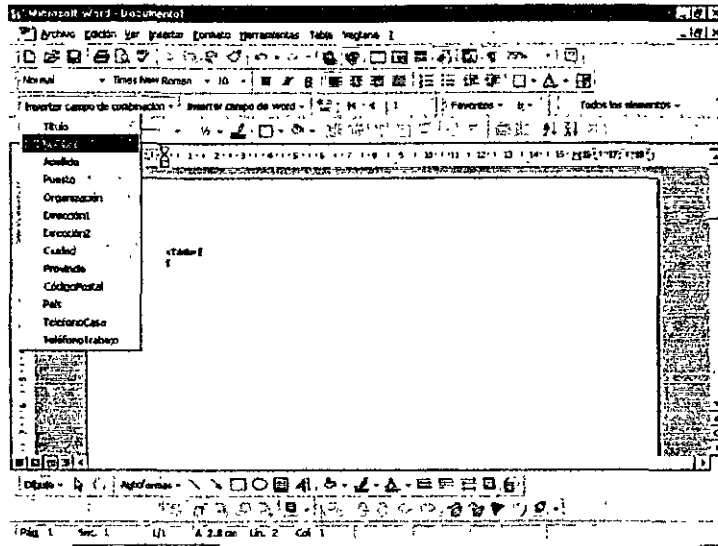 Microsoft Word - Documento1
Archivo Edición Ver Insertar Formato Herramientas Tabla Ventana ?
75%
Normal Times New Roman 10
Insertar campo de combinación Insertar campo de Word 1 Favoritos Todos los elementos
Título
Apellido
Puesto
Organización
Dirección1
Dirección2
Ciudad
Provincia
CódigoPostal
País
TeléfonoCasa
TeléfonoTrabajo
«Título»¶
¶
Dibujo Autoformas
Pág. 1 Sec. 1 1/1 A 2.8 cm Lín. 2 Col 1